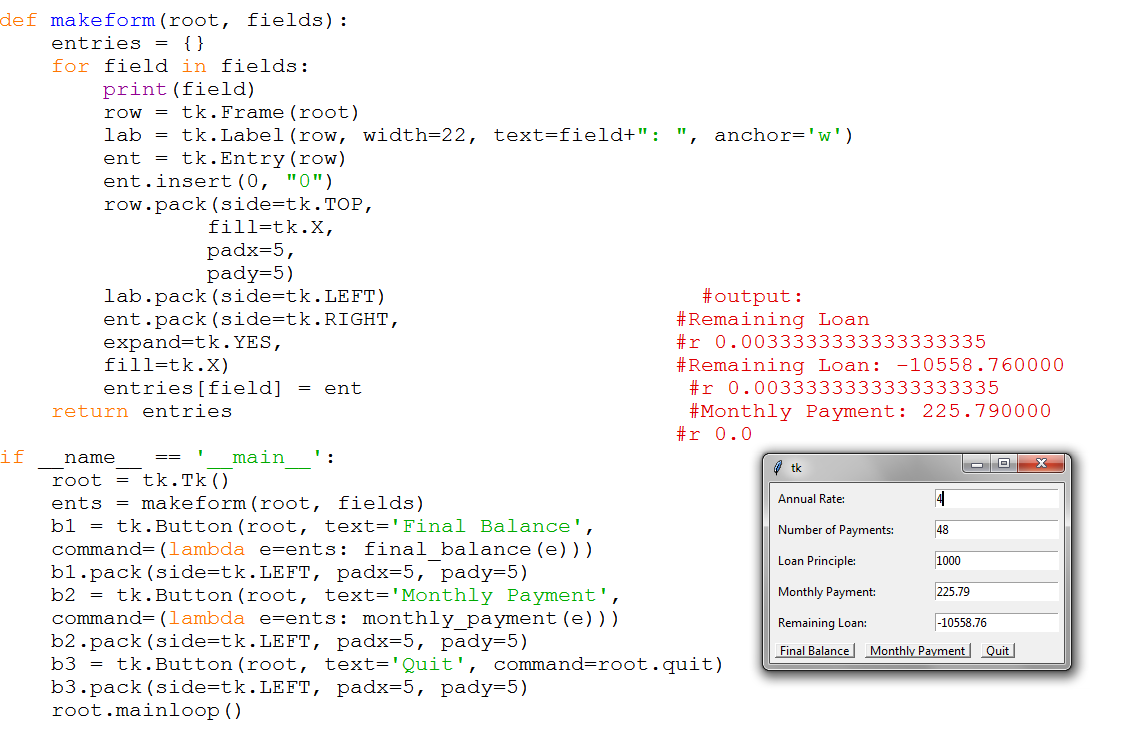 def makeform(root, fields):
    entries = {}
    for field in fields:
        print(field)
        row = tk.Frame(root)
        lab = tk.Label(row, width=22, text=field+": ", anchor='w')
        ent = tk.Entry(row)
        ent.insert(0, "0")
        row.pack(side=tk.TOP,
                fill=tk.X,
                padx=5,
                pady=5)
        lab.pack(side=tk.LEFT)
        ent.pack(side=tk.RIGHT,
        expand=tk.YES,
        fill=tk.X)
        entries[field] = ent
    return entries
if __name__ == '__main__':
    root = tk.Tk()
    ents = makeform(root, fields)
    b1 = tk.Button(root, text='Final Balance',
    command=(lambda e=ents: final_balance(e)))
    b1.pack(side=tk.LEFT, padx=5, pady=5)
    b2 = tk.Button(root, text='Monthly Payment',
    command=(lambda e=ents: monthly_payment(e)))
    b2.pack(side=tk.LEFT, padx=5, pady=5)
    b3 = tk.Button(root, text='Quit', command=root.quit)
    b3.pack(side=tk.LEFT, padx=5, pady=5)
    root.mainloop()
#output:
#Remaining Loan
#r 0.0033333333333333335
#Remaining Loan: -10558.760000
#r 0.0033333333333333335
#Monthly Payment: 225.790000
#r 0.0
tk
Annual Rate: 4
Number of Payments: 48
Loan Principle: 1000
Monthly Payment: 225.79
Remaining Loan: -10558.76
Final Balance Monthly Payment Quit